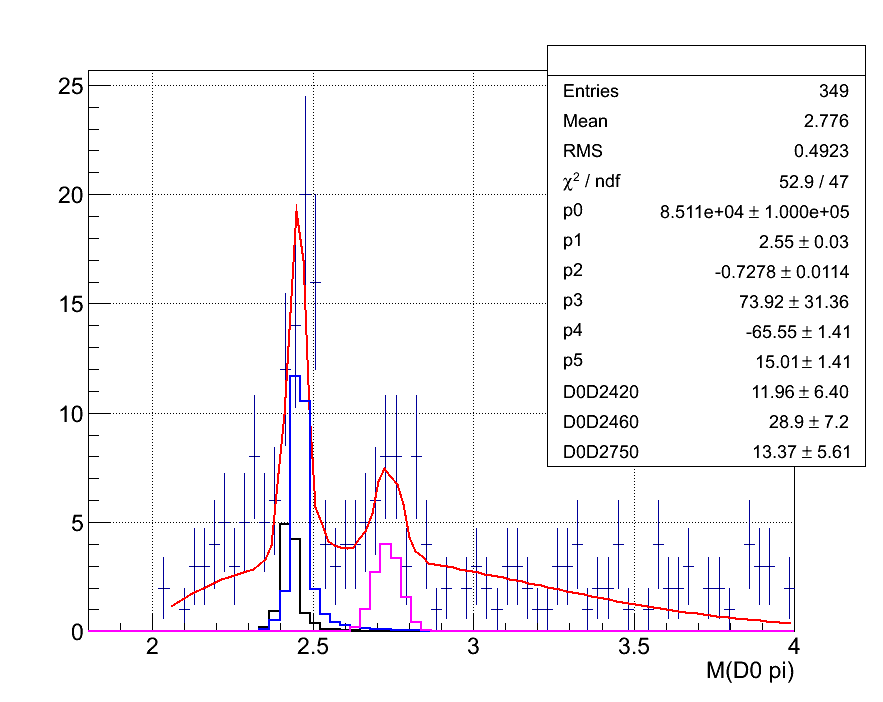 Entries 349
Mean 2.776
RMS 0.4923
χ² / ndf 52.9 / 47
p0 8.511e+04 ± 1.000e+05
p1 2.55 ± 0.03
p2 -0.7278 ± 0.0114
p3 73.92 ± 31.36
p4 -65.55 ± 1.41
p5 15.01 ± 1.41
D0D2420 11.96 ± 6.40
D0D2460 28.9 ± 7.2
D0D2750 13.37 ± 5.61
25
20
15
10
5
0
2 2.5 3 3.5 4
M(D0 pi)